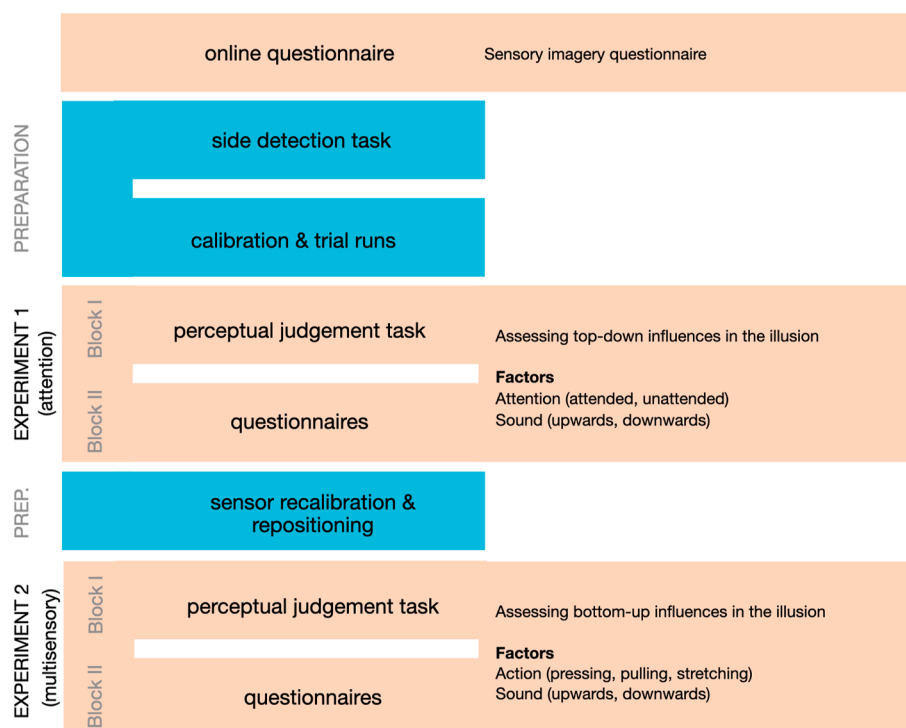 online questionnaire
Sensory imagery questionnaire
PREPARATION
side detection task
calibration & trial runs
EXPERIMENT 1
(attention)
Block I
perceptual judgement task
Assessing top-down influences in the illusion
Factors
Attention (attended, unattended)
Sound (upwards, downwards)
Block II
questionnaires
PREP.
sensor recalibration &
repositioning
EXPERIMENT 2
(multisensory)
Block I
perceptual judgement task
Assessing bottom-up influences in the illusion
Factors
Action (pressing, pulling, stretching)
Sound (upwards, downwards)
Block II
questionnaires